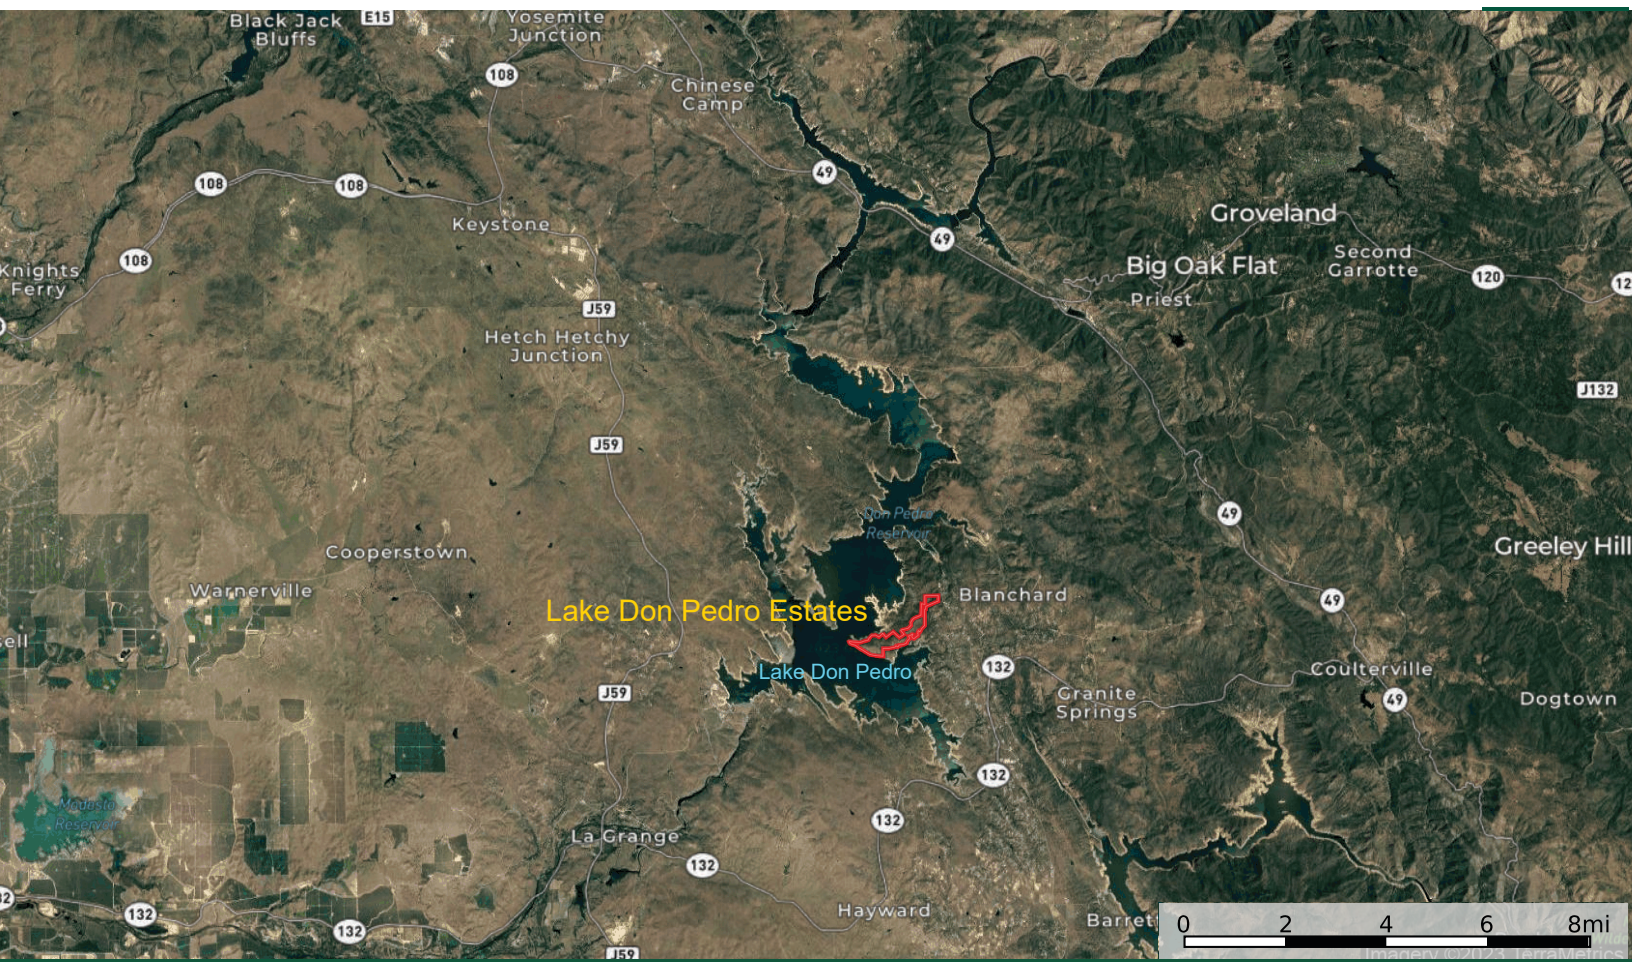 Black Jack
Bluffs
E15
Yosemite
Junction
108
Chinese
Camp
49
108
108
Keystone
Groveland
49
Second
Garrotte
108
Knights
Ferry
Big Oak Flat
Priest
120
J59
Hetch Hetchy
Junction
J132
J59
Don Pedro
Reservoir
49
Greeley Hill
Cooperstown
Warnerville
Lake Don Pedro Estates
Blanchard
49
Lake Don Pedro
132
Coulterville
J59
Granite
Springs
49
Dogtown
132
Modesto
Reservoir
132
La Grange
132
Hayward
132
132
Barret
J59
0 2 4 6 8mi
Imagery ©2023 TerraMetrics